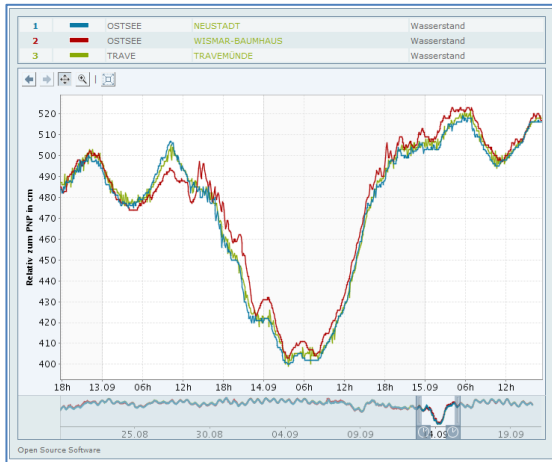 1 OSTSEE NEUSTADT Wasserstand
2 OSTSEE WISMAR-BAUMHAUS Wasserstand
3 TRAVE TRAVEMÜNDE Wasserstand
Relativ zum PNP in cm
520
510
500
490
480
470
460
450
440
430
420
410
400
18h 13.09 06h 12h 18h 14.09 06h 12h 18h 15.09 06h 12h
25.08 30.08 04.09 09.09 14.09 19.09
Open Source Software